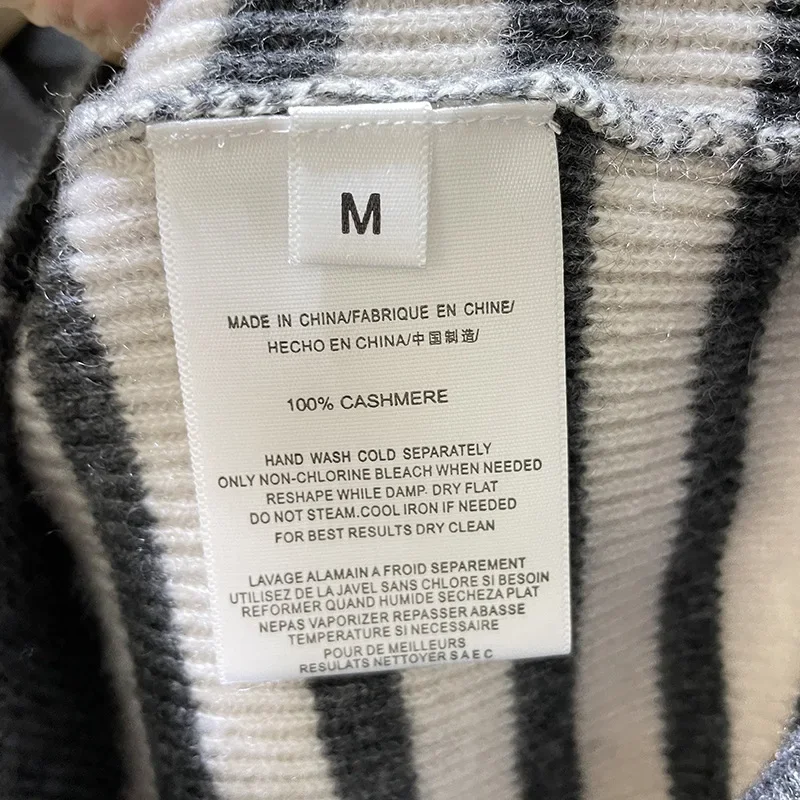 M
MADE IN CHINA/FABRIQUE EN CHINE/
HECHO EN CHINA/中国制造/
100% CASHMERE
HAND WASH COLD SEPARATELY
ONLY NON-CHLORINE BLEACH WHEN NEEDED
RESHAPE WHILE DAMP. DRY FLAT
DO NOT STEAM.COOL IRON IF NEEDED
FOR BEST RESULTS DRY CLEAN
LAVAGE ALAMAIN A FROID SEPAREMENT
UTILISEZ DE LA JAVEL SANS CHLORE SI BESOIN
REFORMER QUAND HUMIDE SECHEZA PLAT
NEPAS VAPORIZER REPASSER ABASSE
TEMPERATURE SI NECESSAIRE
POUR DE MEILLEURS
RESULATS NETTOYER S A E C